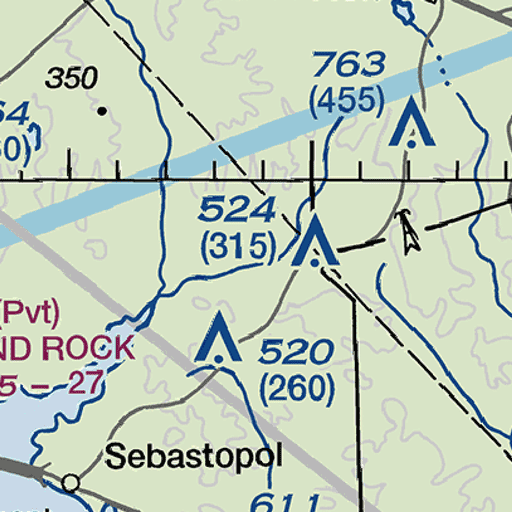 763
350
(455)
524
(315)
(Pvt)
ND ROCK
520
5 – 27
(260)
Sebastopol
611